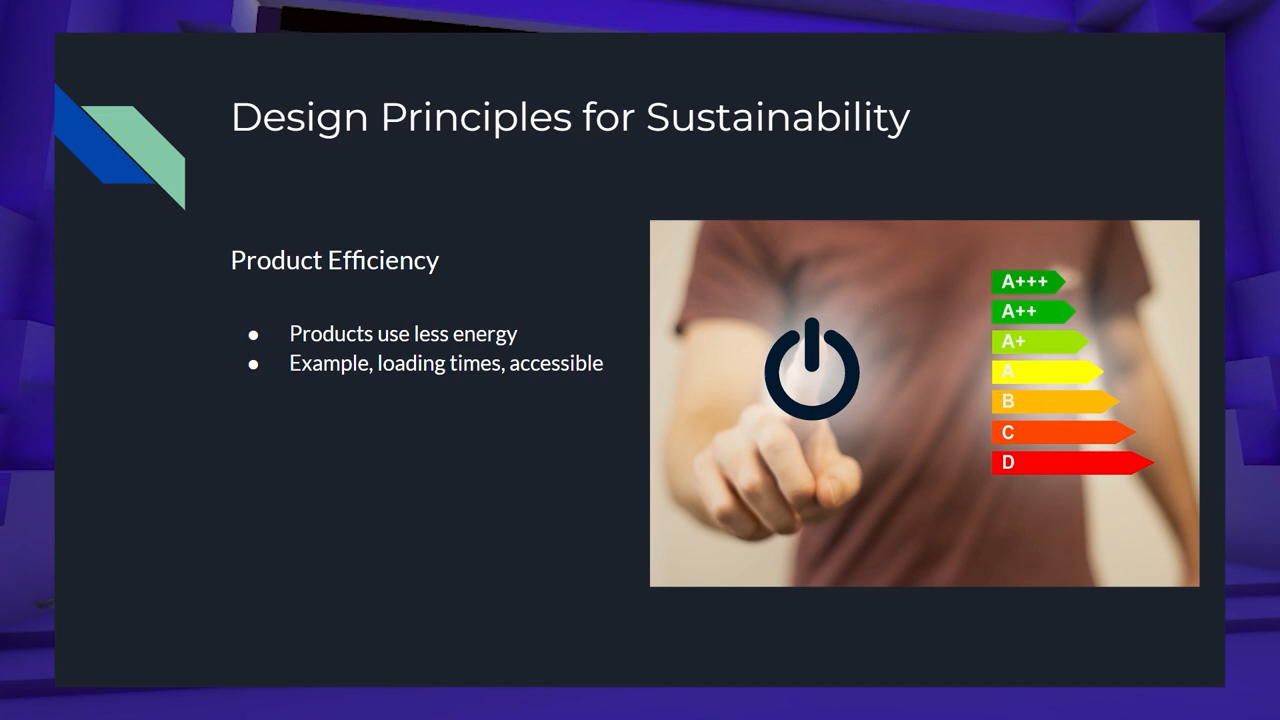 Design Principles for Sustainability
Product Efficiency
● Products use less energy
● Example, loading times, accessible
A+++
A++
A+
A
B
C
D